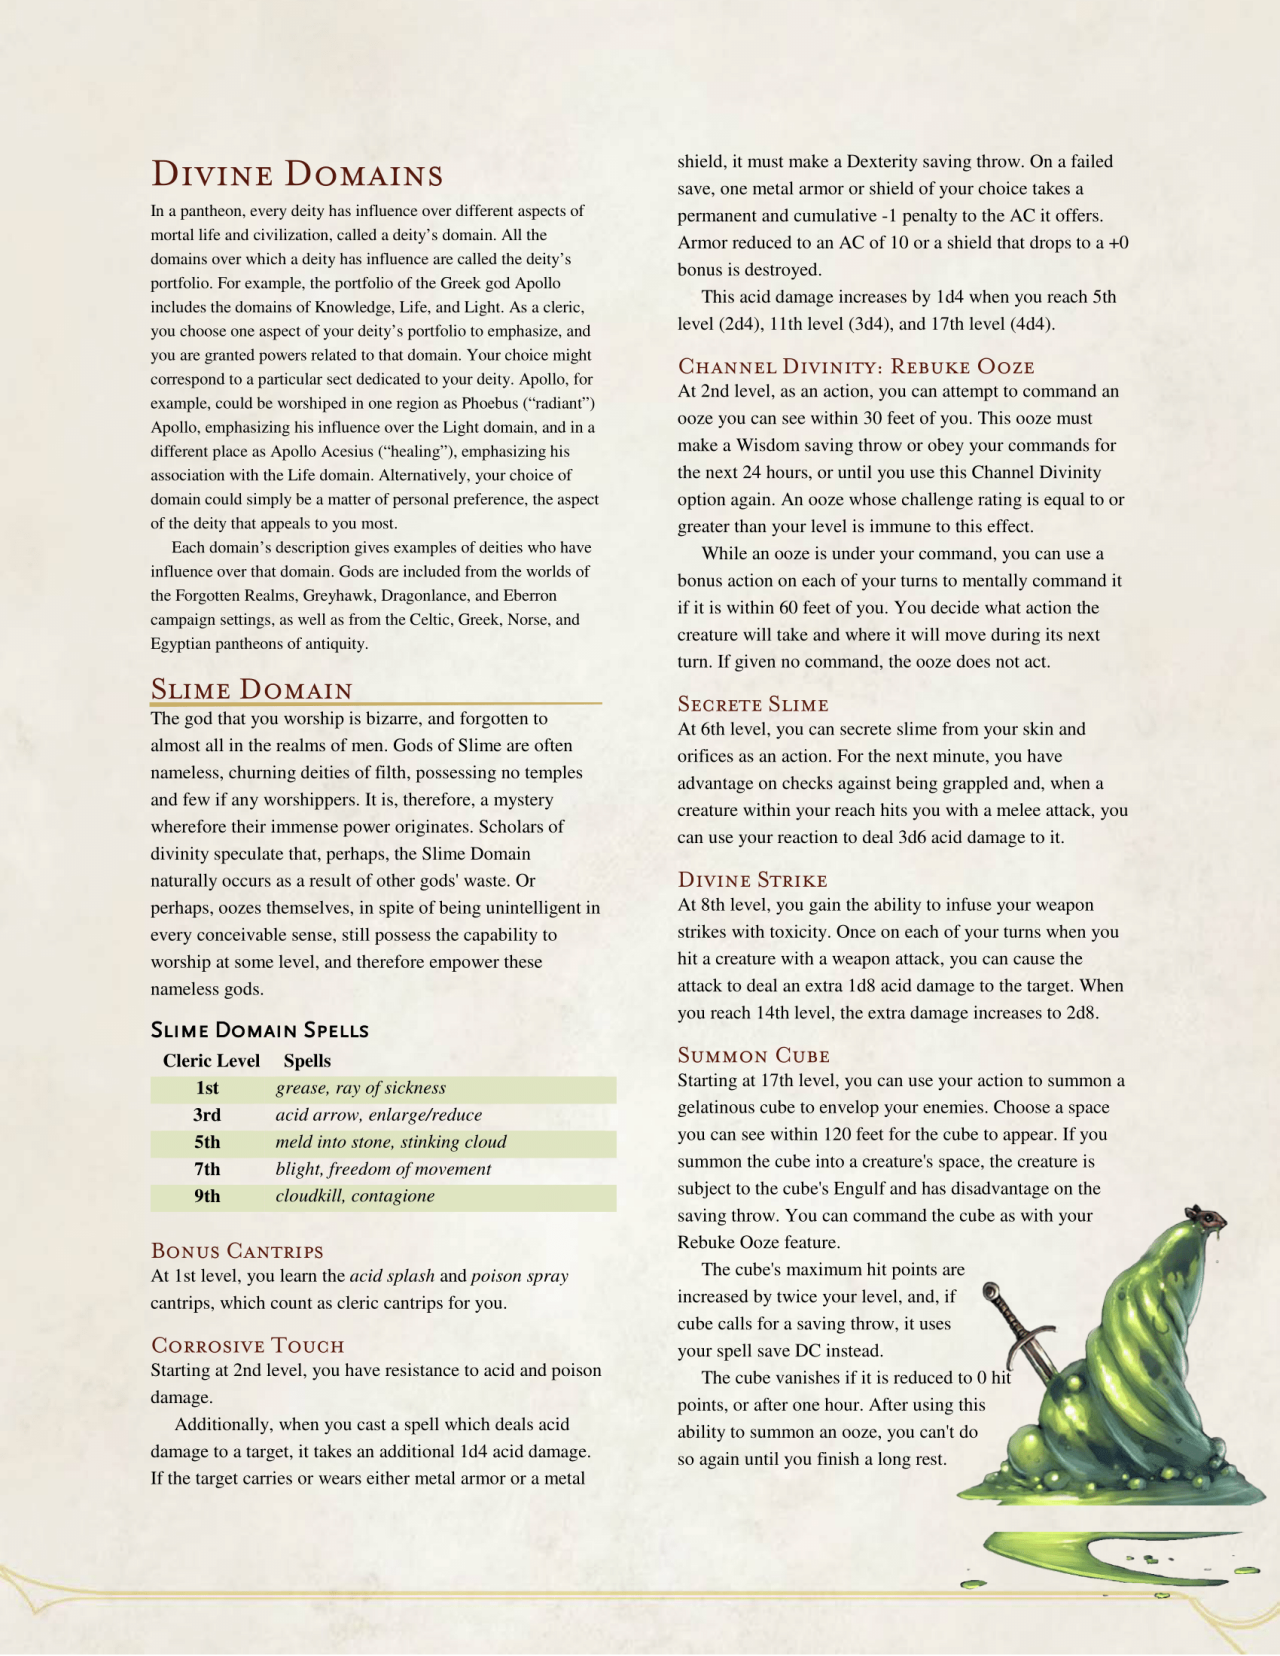 Divine Domains
In a pantheon, every deity has influence over different aspects of
mortal life and civilization, called a deity’s domain. All the
domains over which a deity has influence are called the deity’s
portfolio. For example, the portfolio of the Greek god Apollo
includes the domains of Knowledge, Life, and Light. As a cleric,
you choose one aspect of your deity’s portfolio to emphasize, and
you are granted powers related to that domain. Your choice might
correspond to a particular sect dedicated to your deity. Apollo, for
example, could be worshiped in one region as Phoebus (“radiant”)
Apollo, emphasizing his influence over the Light domain, and in a
different place as Apollo Acesius (“healing”), emphasizing his
association with the Life domain. Alternatively, your choice of
domain could simply be a matter of personal preference, the aspect
of the deity that appeals to you most.
Each domain’s description gives examples of deities who have
influence over that domain. Gods are included from the worlds of
the Forgotten Realms, Greyhawk, Dragonlance, and Eberron
campaign settings, as well as from the Celtic, Greek, Norse, and
Egyptian pantheons of antiquity.
Slime Domain
The god that you worship is bizarre, and forgotten to
almost all in the realms of men. Gods of Slime are often
nameless, churning deities of filth, possessing no temples
and few if any worshippers. It is, therefore, a mystery
wherefore their immense power originates. Scholars of
divinity speculate that, perhaps, the Slime Domain
naturally occurs as a result of other gods' waste. Or
perhaps, oozes themselves, in spite of being unintelligent in
every conceivable sense, still possess the capability to
worship at some level, and therefore empower these
nameless gods.
Slime Domain Spells
Cleric Level Spells
1st grease, ray of sickness
3rd acid arrow, enlarge/reduce
5th meld into stone, stinking cloud
7th blight, freedom of movement
9th cloudkill, contagione
Bonus Cantrips
At 1st level, you learn the acid splash and poison spray
cantrips, which count as cleric cantrips for you.
Corrosive Touch
Starting at 2nd level, you have resistance to acid and poison
damage.
Additionally, when you cast a spell which deals acid
damage to a target, it takes an additional 1d4 acid damage.
If the target carries or wears either metal armor or a metal
shield, it must make a Dexterity saving throw. On a failed
save, one metal armor or shield of your choice takes a
permanent and cumulative -1 penalty to the AC it offers.
Armor reduced to an AC of 10 or a shield that drops to a +0
bonus is destroyed.
This acid damage increases by 1d4 when you reach 5th
level (2d4), 11th level (3d4), and 17th level (4d4).
Channel Divinity: Rebuke Ooze
At 2nd level, as an action, you can attempt to command an
ooze you can see within 30 feet of you. This ooze must
make a Wisdom saving throw or obey your commands for
the next 24 hours, or until you use this Channel Divinity
option again. An ooze whose challenge rating is equal to or
greater than your level is immune to this effect.
While an ooze is under your command, you can use a
bonus action on each of your turns to mentally command it
if it is within 60 feet of you. You decide what action the
creature will take and where it will move during its next
turn. If given no command, the ooze does not act.
Secrete Slime
At 6th level, you can secrete slime from your skin and
orifices as an action. For the next minute, you have
advantage on checks against being grappled and, when a
creature within your reach hits you with a melee attack, you
can use your reaction to deal 3d6 acid damage to it.
Divine Strike
At 8th level, you gain the ability to infuse your weapon
strikes with toxicity. Once on each of your turns when you
hit a creature with a weapon attack, you can cause the
attack to deal an extra 1d8 acid damage to the target. When
you reach 14th level, the extra damage increases to 2d8.
Summon Cube
Starting at 17th level, you can use your action to summon a
gelatinous cube to envelop your enemies. Choose a space
you can see within 120 feet for the cube to appear. If you
summon the cube into a creature's space, the creature is
subject to the cube's Engulf and has disadvantage on the
saving throw. You can command the cube as with your
Rebuke Ooze feature.
The cube's maximum hit points are
increased by twice your level, and, if
cube calls for a saving throw, it uses
your spell save DC instead.
The cube vanishes if it is reduced to 0 hit
points, or after one hour. After using this
ability to summon an ooze, you can't do
so again until you finish a long rest.